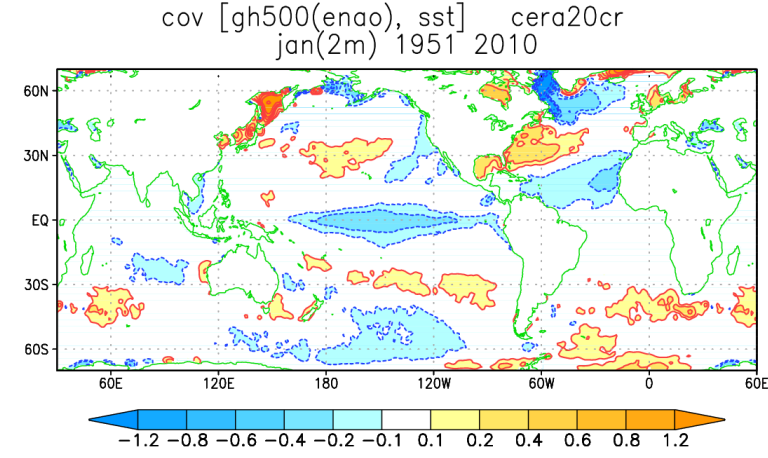 cov [gh500(enao), sst] cera20cr
jan(2m) 1951 2010
60N
30N
EQ
30S
60S
60E 120E 180 120W 60W 0 60E
−1.2 −0.8 −0.6 −0.4 −0.2 −0.1 0.1 0.2 0.4 0.6 0.8 1.2